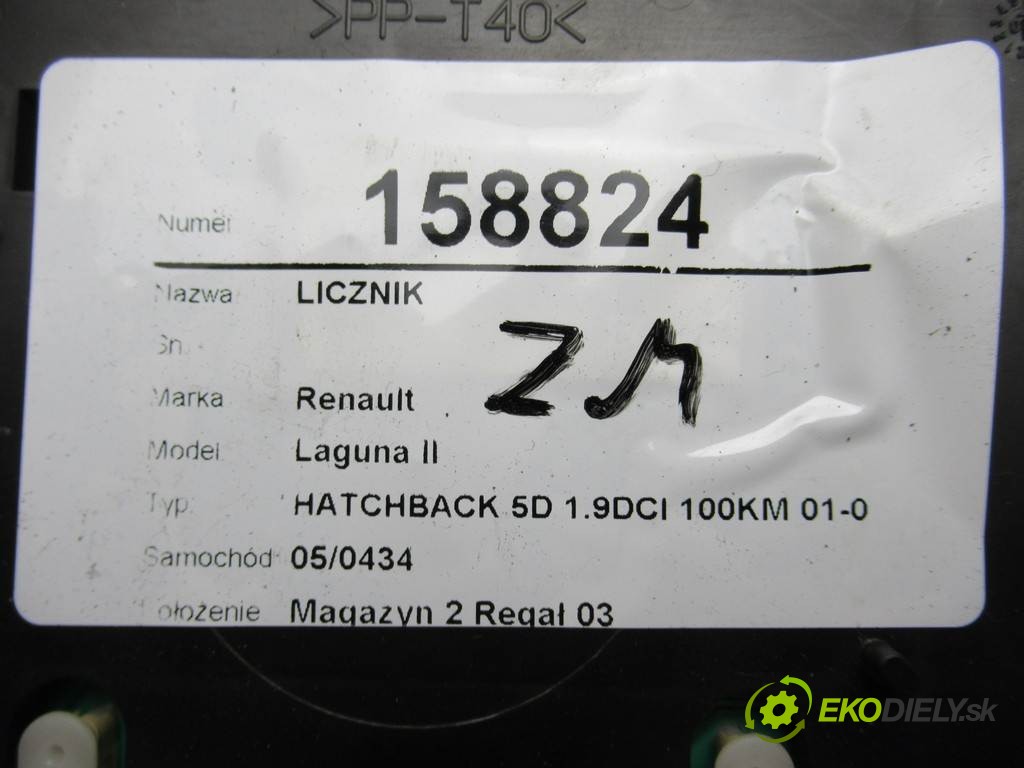 >PP-T40<
Numer 158824
Nazwa LICZNIK
Sn.
Marka Renault
ZM
Model Laguna II
Typ HATCHBACK 5D 1.9DCI 100KM 01-0
Samochód 05/0434
Położenie Magazyn 2 Regał 03
EKODIELY.sk